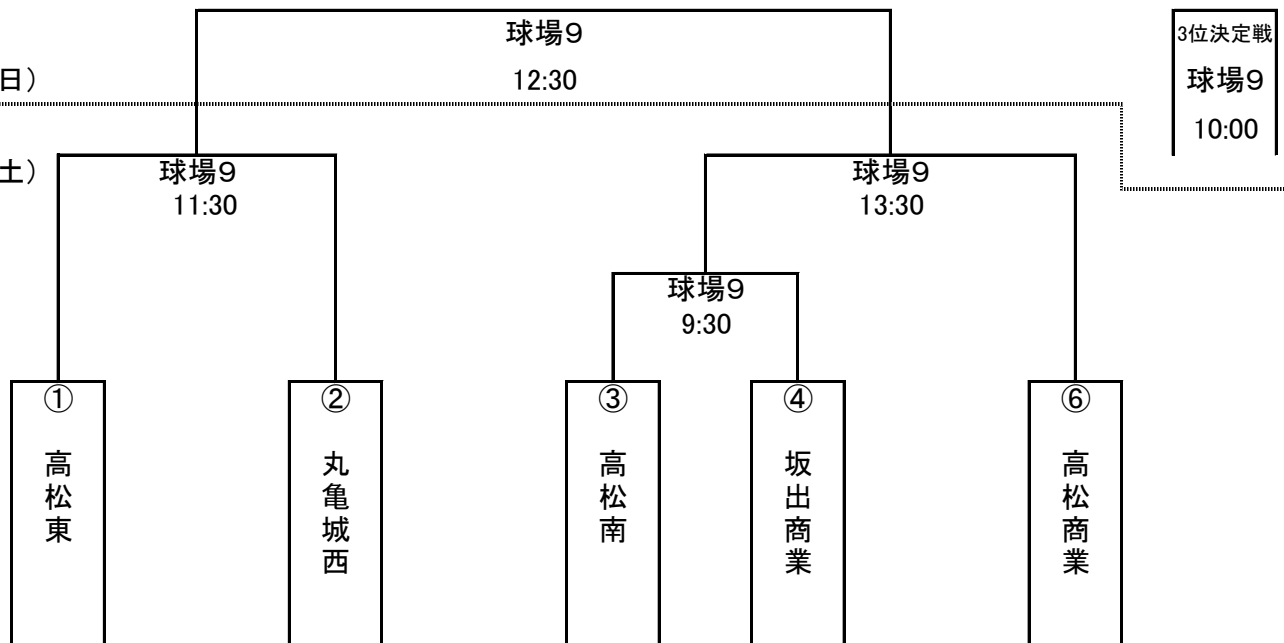 球場9
3位決定戦
日）
12:30
球場9
10:00
土）
球場9
11:30
球場9
13:30
球場9
9:30
①
②
③
④
⑥
高松東
丸亀城西
高松南
坂出商業
高松商業